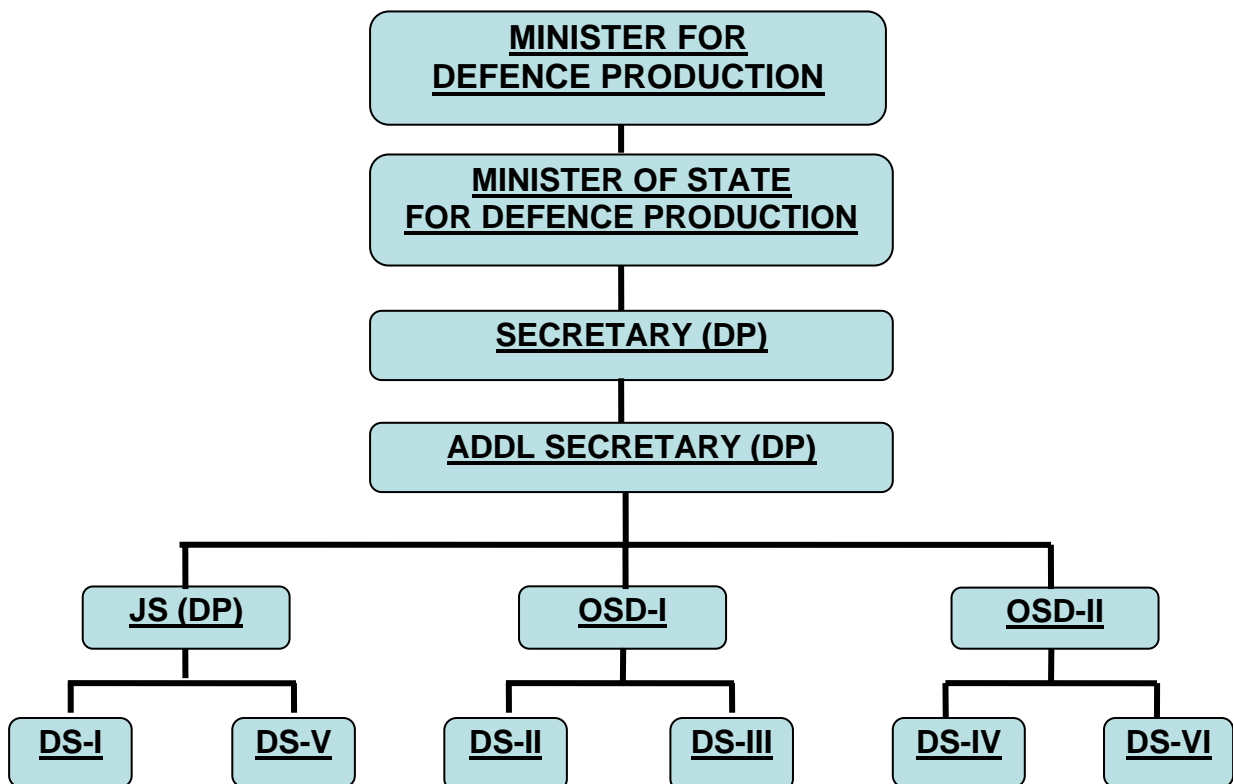 MINISTER FOR
DEFENCE PRODUCTION
MINISTER OF STATE
FOR DEFENCE PRODUCTION
SECRETARY (DP)
ADDL SECRETARY (DP)
JS (DP)
OSD-I
OSD-II
DS-I
DS-V
DS-II
DS-III
DS-IV
DS-VI